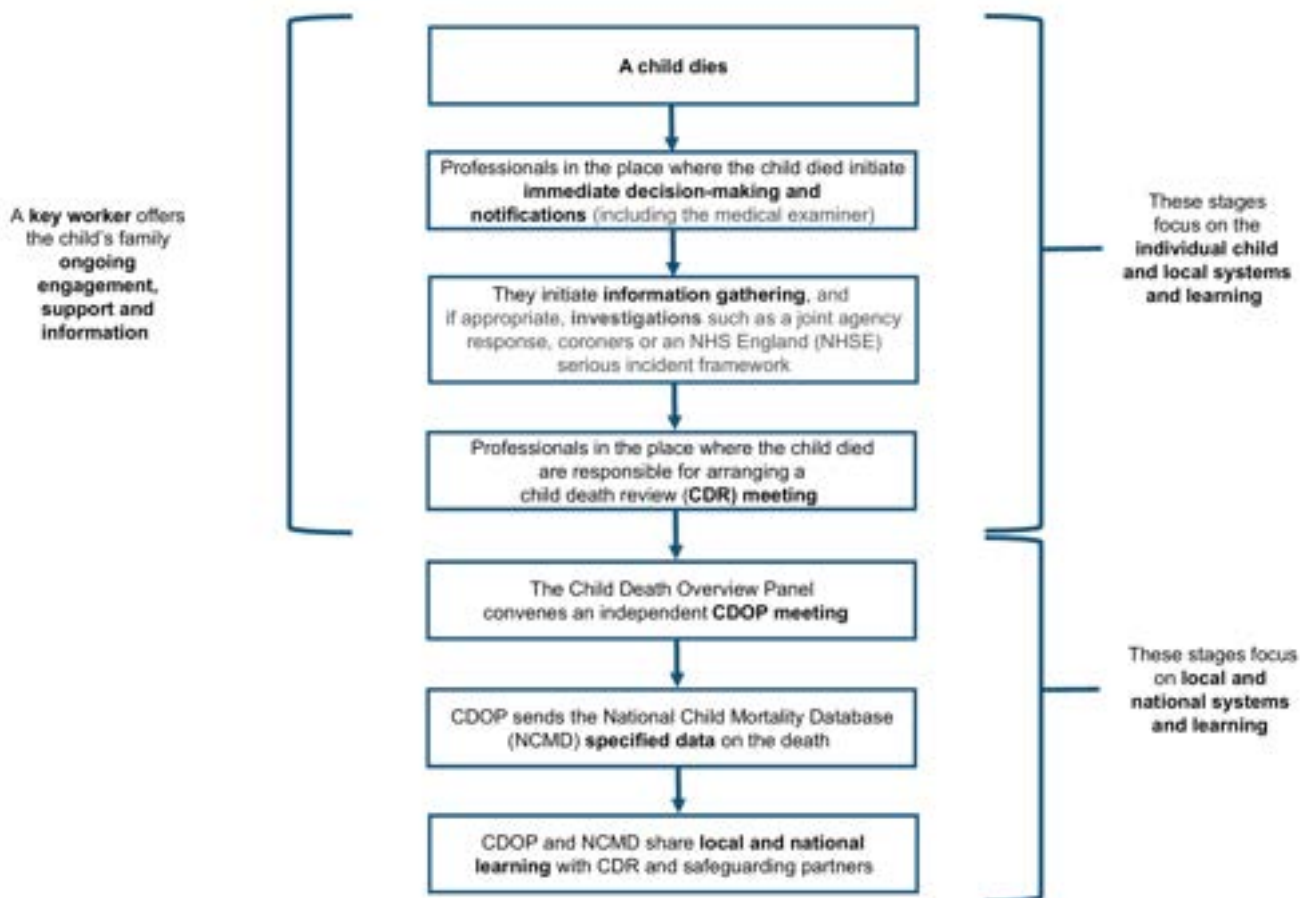 A child dies
Professionals in the place where the child died initiate
immediate decision-making and
notifications (including the medical examiner)
A key worker offers
the child's family
ongoing
engagement,
support and
information
These stages
focus on the
individual child
and local systems
and learning
They initiate information gathering, and
if appropriate, investigations such as a joint agency
response, coroners or an NHS England (NHSE)
serious incident framework
Professionals in the place where the child died
are responsible for arranging a
child death review (CDR) meeting
The Child Death Overview Panel
convenes an independent CDOP meeting
These stages focus
on local and
national systems
and learning
CDOP sends the National Child Mortality Database
(NCMD) specified data on the death
CDOP and NCMD share local and national
learning with CDR and safeguarding partners